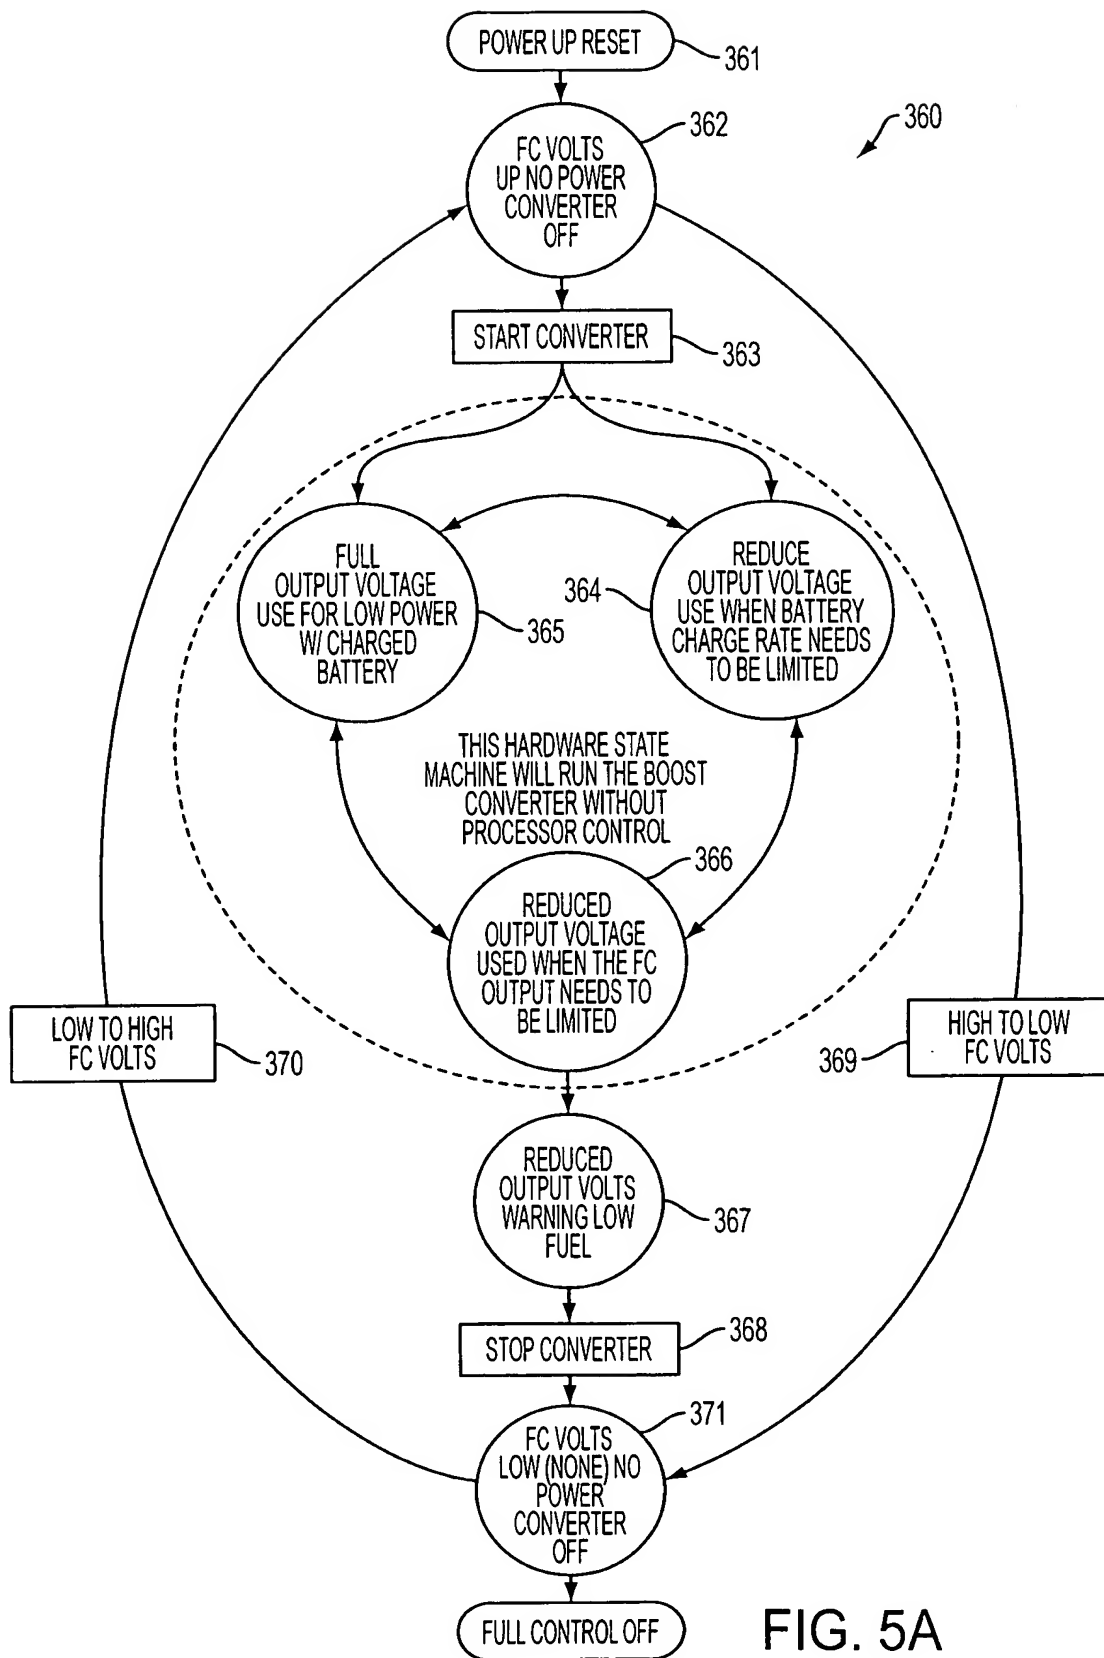 POWER UP RESET
361
362
360
FC VOLTS
UP NO POWER
CONVERTER
OFF
START CONVERTER
363
FULL
OUTPUT VOLTAGE
USE FOR LOW POWER
W/ CHARGED
BATTERY
365
364
REDUCE
OUTPUT VOLTAGE
USE WHEN BATTERY
CHARGE RATE NEEDS
TO BE LIMITED
THIS HARDWARE STATE
MACHINE WILL RUN THE BOOST
CONVERTER WITHOUT
PROCESSOR CONTROL
366
REDUCED
OUTPUT VOLTAGE
USED WHEN THE FC
OUTPUT NEEDS TO
BE LIMITED
LOW TO HIGH
FC VOLTS
370
369
HIGH TO LOW
FC VOLTS
REDUCED
OUTPUT VOLTS
WARNING LOW
FUEL
367
STOP CONVERTER
368
371
FC VOLTS
LOW (NONE) NO
POWER
CONVERTER
OFF
FULL CONTROL OFF
FIG. 5A